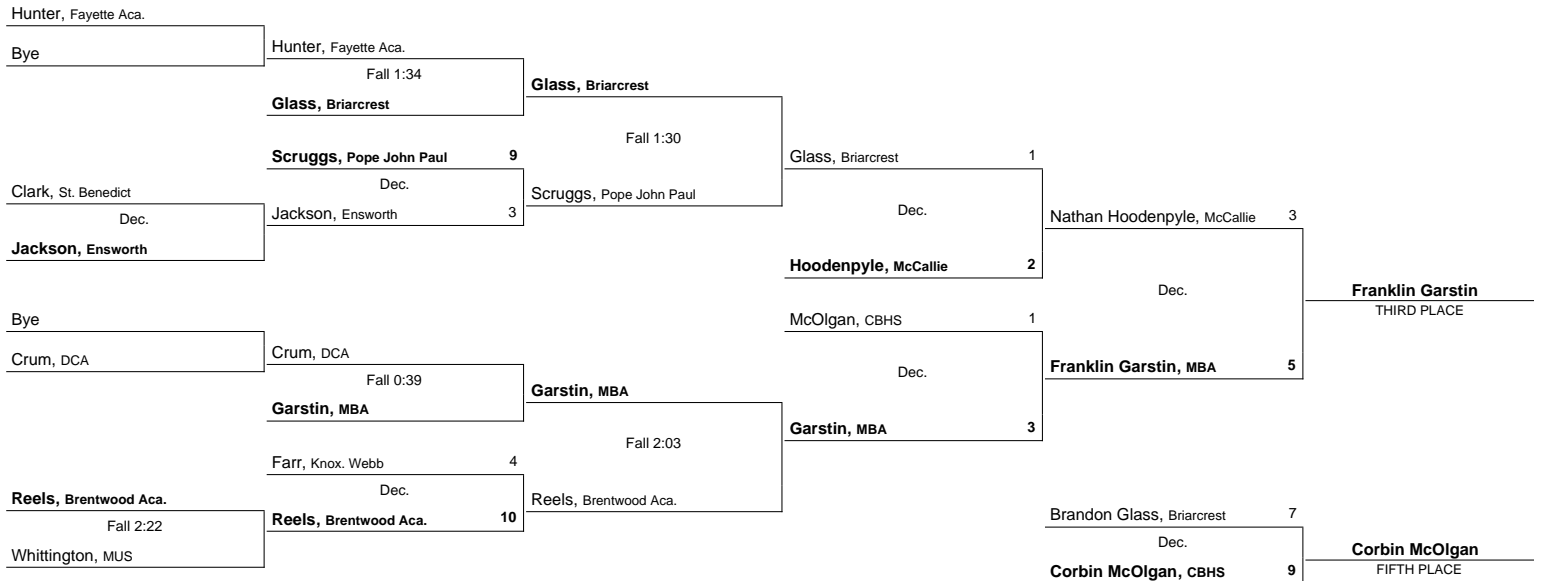 Hunter, Fayette Aca.
Bye
Hunter, Fayette Aca.
Fall 1:34
Glass, Briarcrest
Glass, Briarcrest
Fall 1:30
Scruggs, Pope John Paul 9
Dec.
Jackson, Ensworth 3
Scruggs, Pope John Paul
Clark, St. Benedict
Dec.
Jackson, Ensworth
Glass, Briarcrest 1
Dec.
Hoodenpyle, McCallie 2
Nathan Hoodenpyle, McCallie 3
Dec.
Franklin Garstin, MBA 5
Franklin Garstin
THIRD PLACE
Bye
Crum, DCA
Crum, DCA
Fall 0:39
Garstin, MBA
Garstin, MBA
Fall 2:03
Reels, Brentwood Aca.
McOlgan, CBHS 1
Dec.
Garstin, MBA 3
Farr, Knox. Webb 4
Dec.
Reels, Brentwood Aca. 10
Reels, Brentwood Aca.
Fall 2:22
Whittington, MUS
Brandon Glass, Briarcrest 7
Dec.
Corbin McOlgan, CBHS 9
Corbin McOlgan
FIFTH PLACE